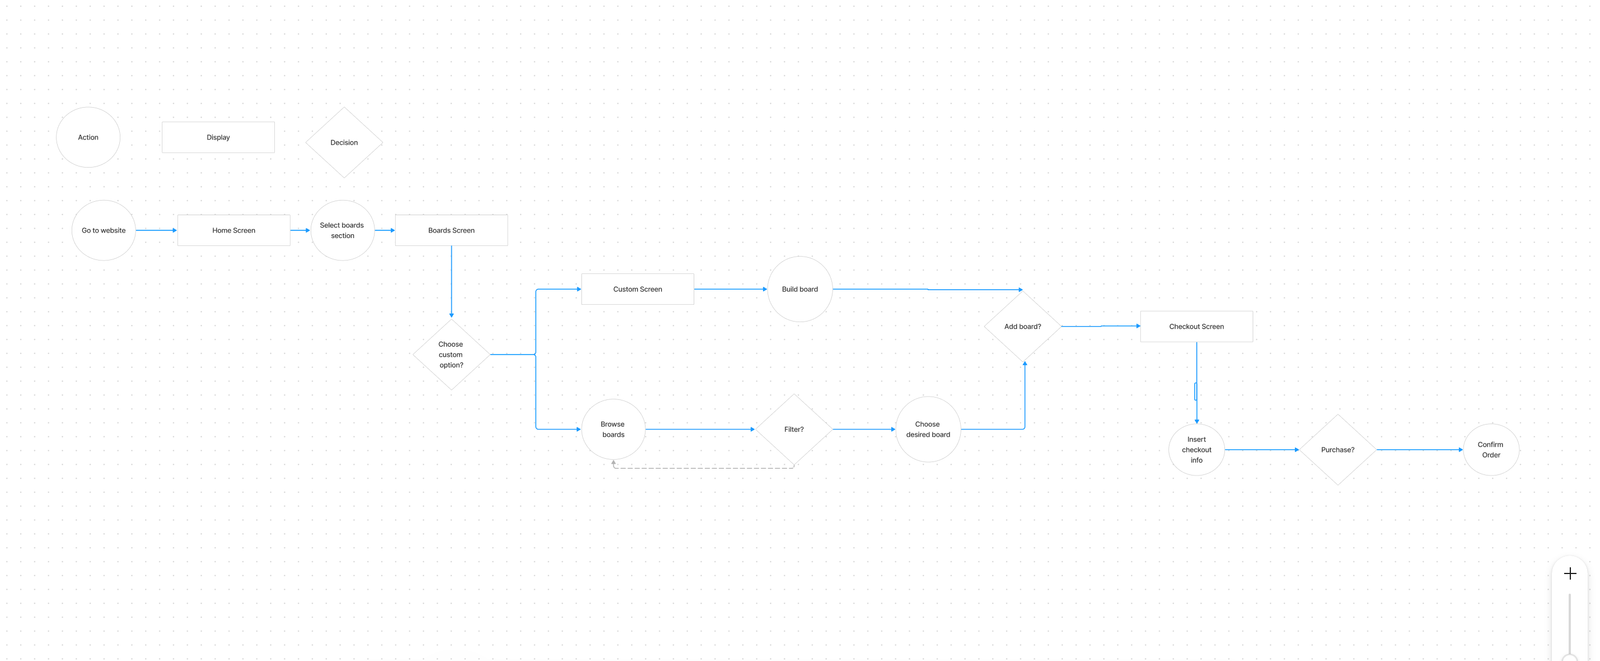 Action
Display
Decision
Go to website
Home Screen
Select boards
section
Boards Screen
Choose
custom
option?
Custom Screen
Build board
Browse
boards
Filter?
Choose
desired board
Add board?
Checkout Screen
Insert
checkout
info
Purchase?
Confirm
Order